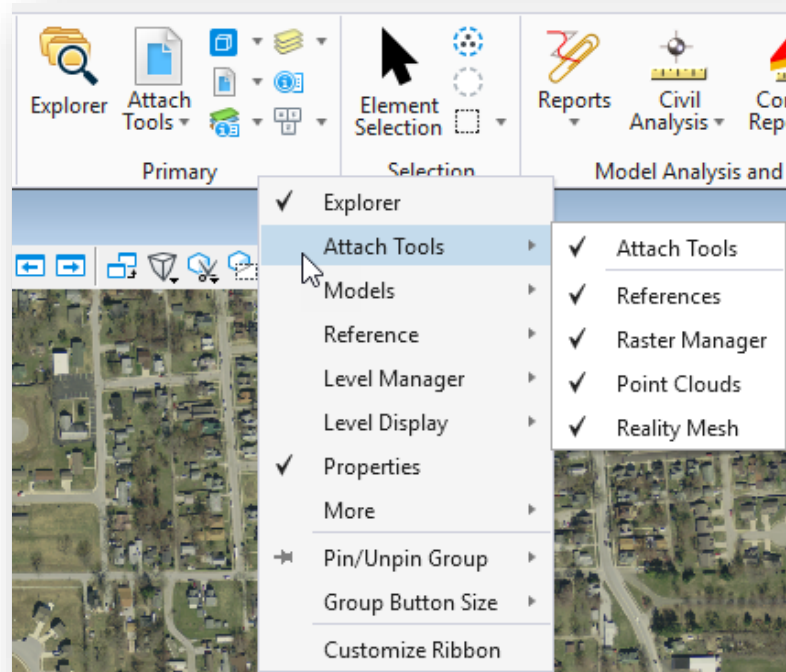 Explorer
Attach
Tools
Element
Selection
Reports
Civil
Analysis
Primary
Selection
Model Analysis and
Explorer
Attach Tools
Models
Reference
Level Manager
Level Display
Properties
More
Pin/Unpin Group
Group Button Size
Customize Ribbon
Attach Tools
References
Raster Manager
Point Clouds
Reality Mesh